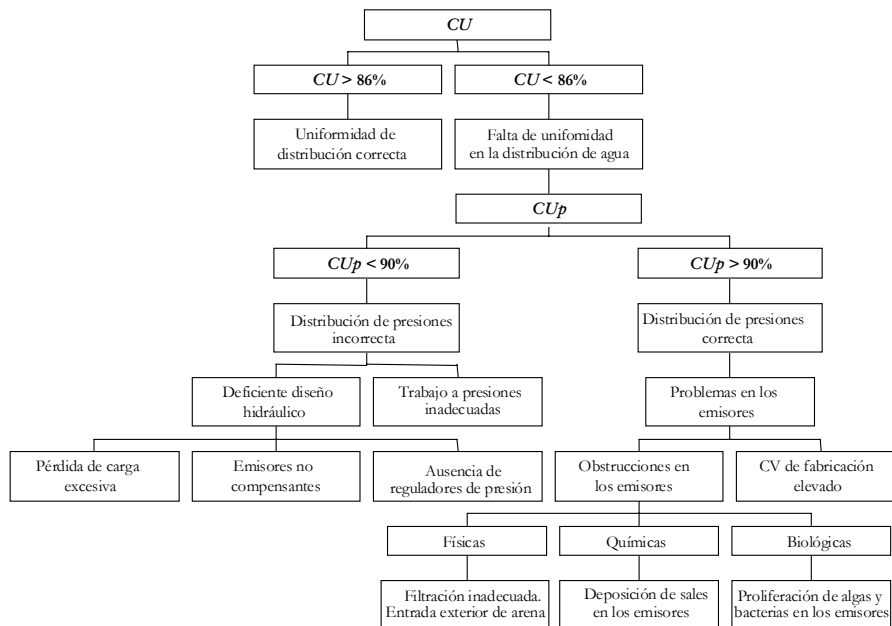 CU
CU > 86%
CU < 86%
Uniformidad de
distribución correcta
Falta de unifomidad
en la distribución de agua
CUp
CUp < 90%
CUp > 90%
Distribución de presiones
incorrecta
Distribución de presiones
correcta
Deficiente diseño
hidráulico
Trabajo a presiones
inadecuadas
Problemas en los
emisores
Pérdida de carga
excesiva
Emisores no
compensantes
Ausencia de
reguladores de presión
Obstrucciones en
los emisores
CV de fabricación
elevado
Físicas
Químicas
Biológicas
Filtración inadecuada.
Entrada exterior de arena
Deposición de sales
en los emisores
Proliferación de algas y
bacterias en los emisores